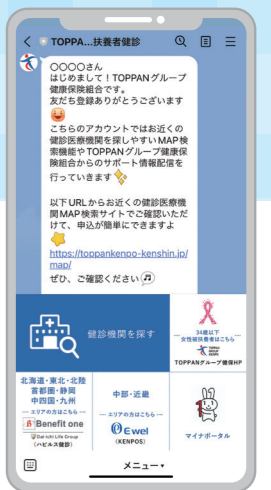 TOPPA...扶養者健診
〇〇〇〇さん
はじめまして！TOPPANグループ
健康保険組合です。
友だち登録ありがとうございます
こちらのアカウントではお近くの
健診医療機関を探しやすいMAP検
索機能やTOPPANグループ健康保
険組合からのサポート情報配信を
行っていきます
以下URLからお近くの健診医療機
関MAP検索サイトでご確認いただ
けて、申込が簡単にできますよ
https://toppankenpo-kenshin.jp/
map/
ぜひ、ご確認ください
健診機関を探す
34歳以下
女性被扶養者はこちら
TOPPANグループ健保HP
北海道・東北・北陸
首都圏・静岡
中四国・九州
エリアの方はこちら
Benefit one
Dai-ichi Life Group
(ハピルス健診)
中部・近畿
エリアの方はこちら
Ewel
(KENPOS)
マイナポータル
メニュー▾